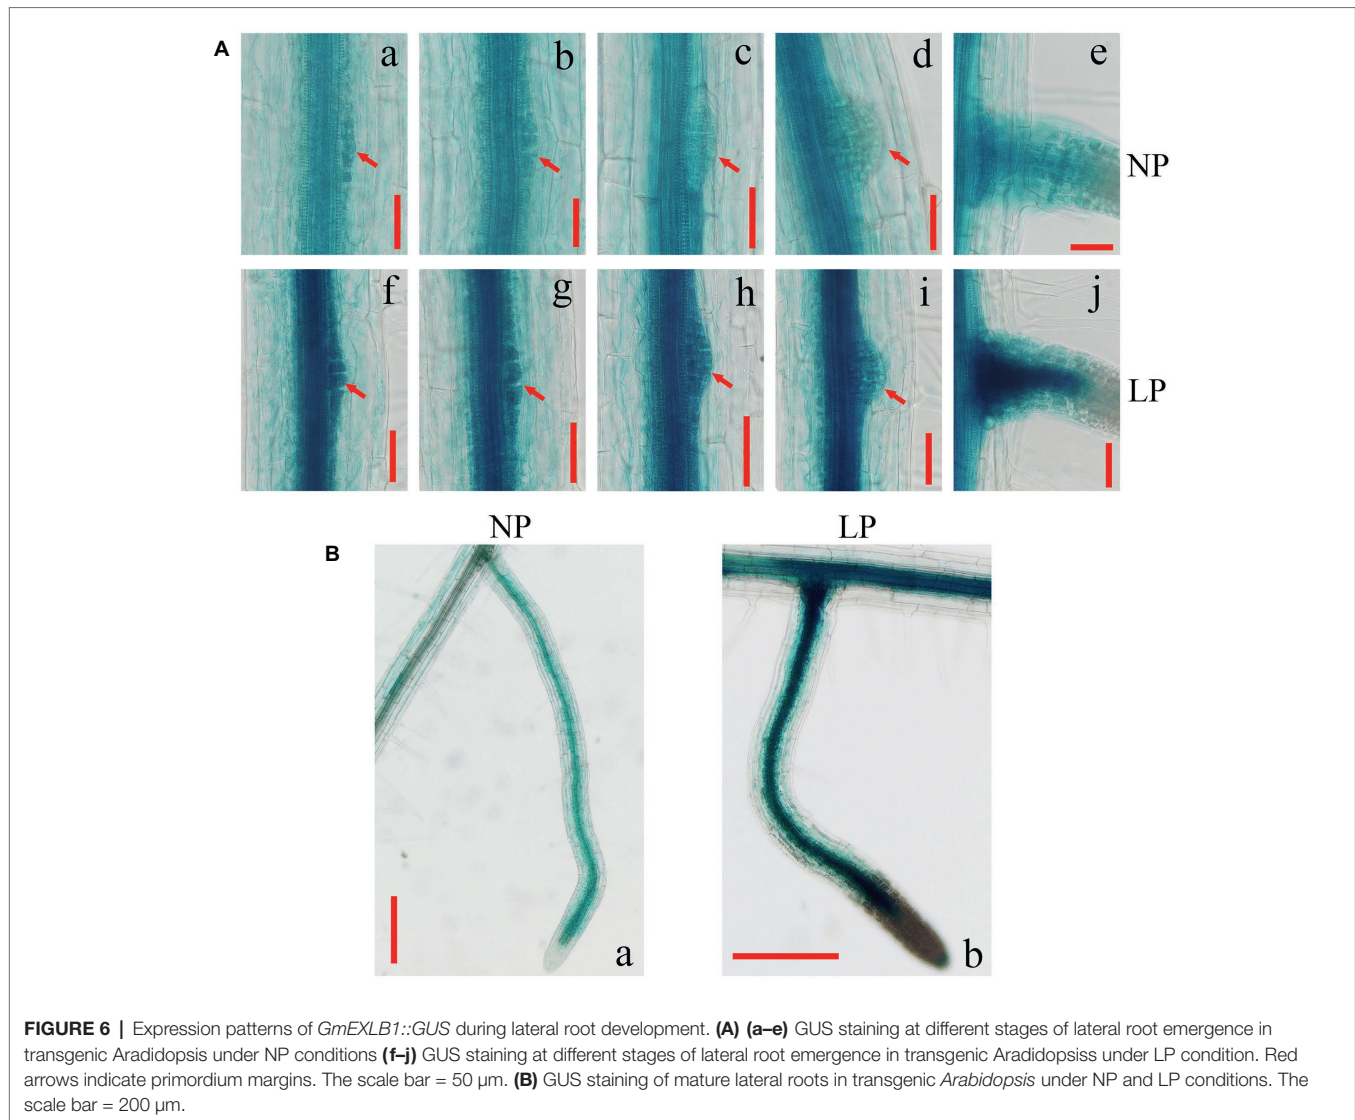 A
a b c d e
NP
f g h i j
LP
NP LP
B
a b
FIGURE 6 | Expression patterns of GmEXLB1::GUS during lateral root development. (A) (a–e) GUS staining at different stages of lateral root emergence in
transgenic Aradidopsis under NP conditions (f–j) GUS staining at different stages of lateral root emergence in transgenic Aradidopsiss under LP condition. Red
arrows indicate primordium margins. The scale bar = 50 µm. (B) GUS staining of mature lateral roots in transgenic Arabidopsis under NP and LP conditions. The
scale bar = 200 µm.